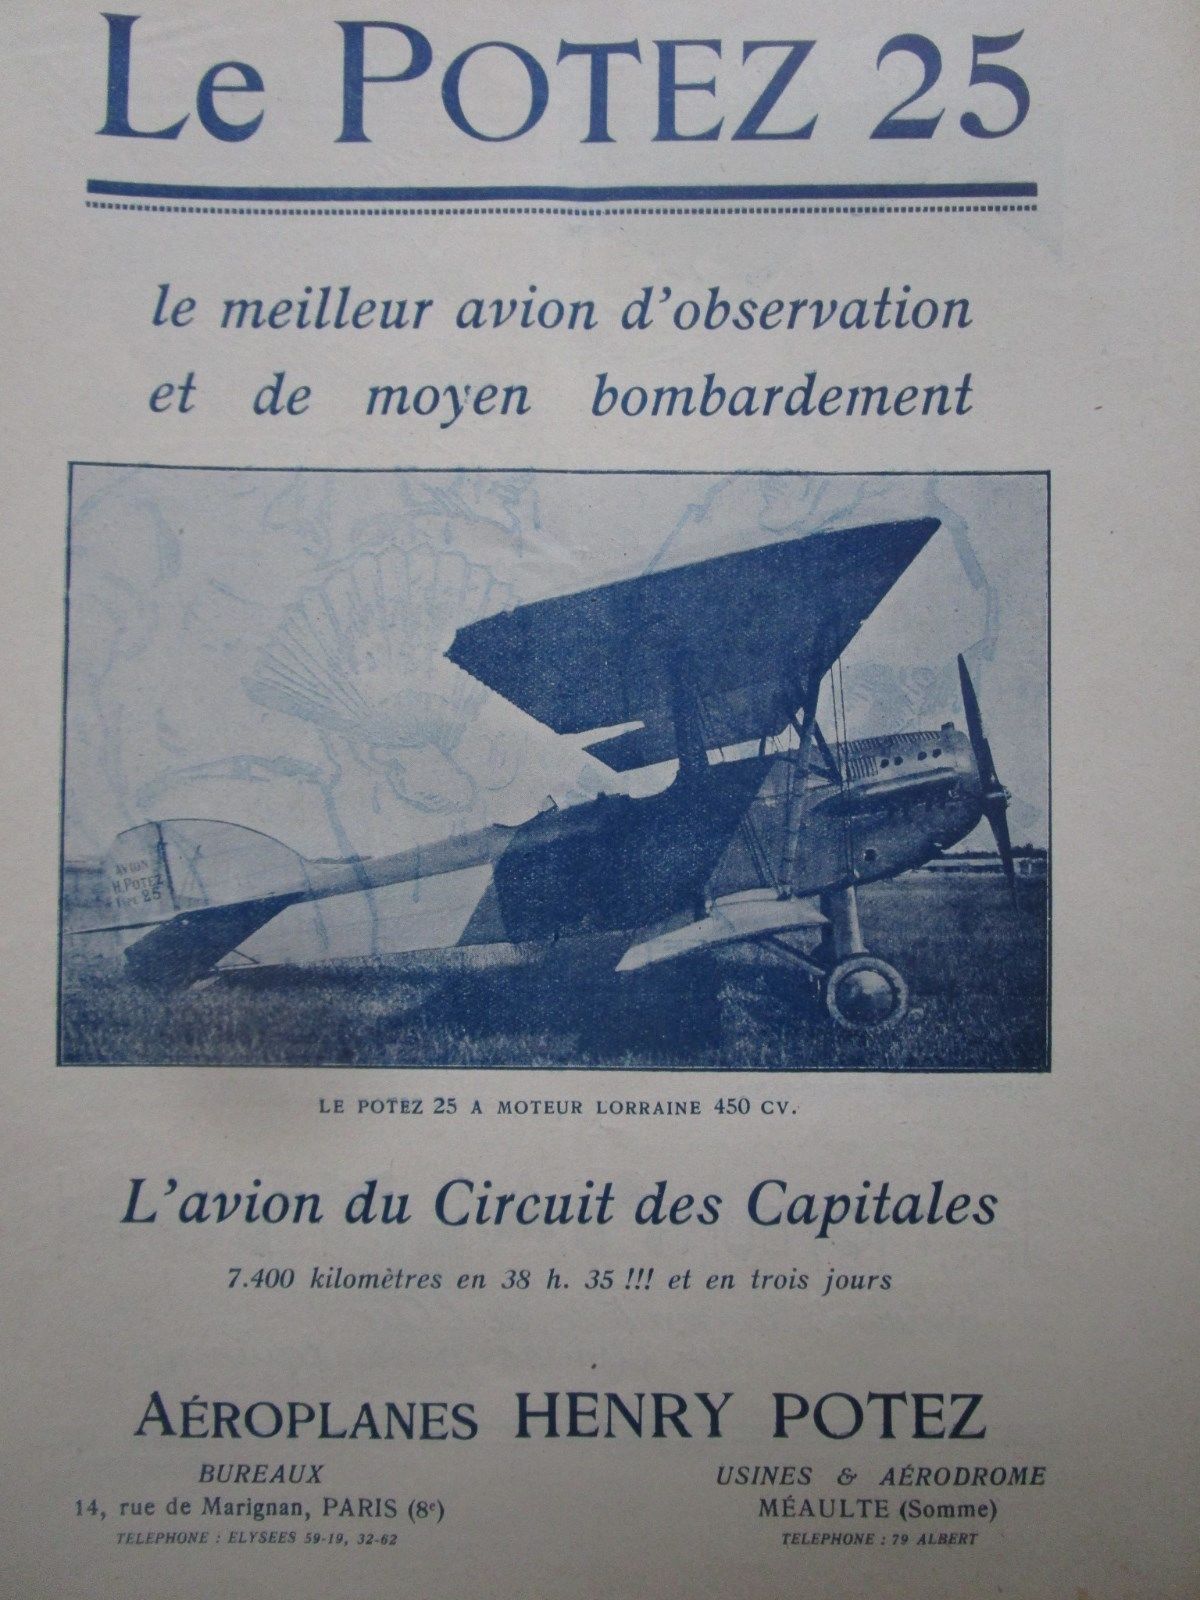 Le POTEZ 25
le meilleur avion d'observation
et de moyen bombardement
AVION
H. POTEZ
TYPE 25
LE POTEZ 25 A MOTEUR LORRAINE 450 CV.
L'avion du Circuit des Capitales
7.400 kilomètres en 38 h. 35 !!! et en trois jours
AÉROPLANES HENRY POTEZ
BUREAUX
14, rue de Marignan, PARIS (8e)
TELEPHONE : ELYSEES 59-19, 32-62
USINES & AÉRODROME
MÉAULTE (Somme)
TELEPHONE : 79 ALBERT